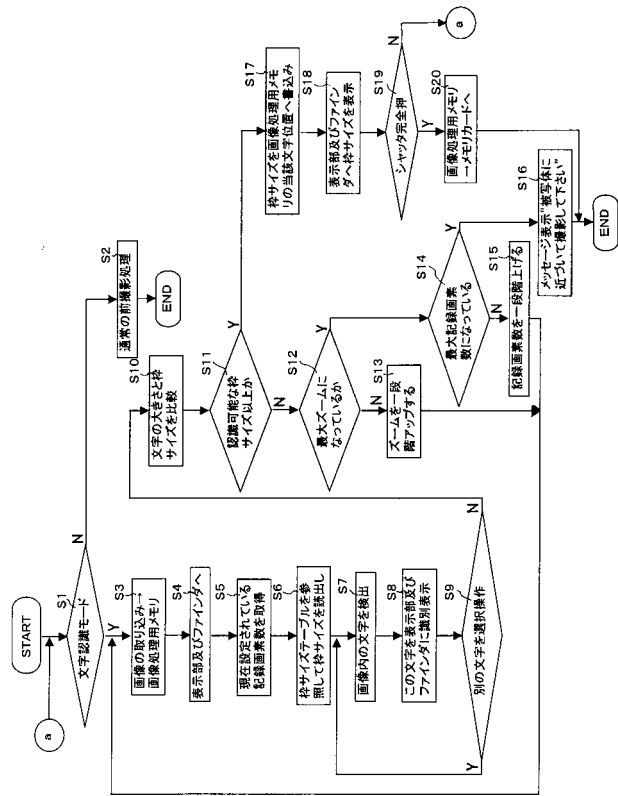 START
a
S1
文字認識モード
N
Y
S3
画像の取り込み→
画像処理用メモリ
S4
表示部及びファインダへ
S5
現在設定されている
記録画素数を取得
S6
枠サイズテーブルを参
照して枠サイズを読出し
S7
画像内の文字を検出
S8
この文字を表示部及び
ファインダに識別表示
S9
別の文字を選択操作
Y
N
S2
通常の前撮影処理
END
S10
文字の大きさと枠
サイズを比較
S11
認識可能な枠
サイズ以上か
Y
N
S12
最大ズームに
なっているか
Y
N
S13
ズームを一段
階アップする
S14
最大記録画素
数になっている
Y
N
S15
記録画素数を一段階上げる
S16
メッセージ表示“被写体に
近づいて撮影して下さい”
END
S17
枠サイズを画像処理用メモ
リの当該文字位置へ書込み
S18
表示部及びファイン
ダへ枠サイズを表示
S19
シャッタ完全押
N
Y
a
S20
画像処理用メモリ
→メモリカードへ